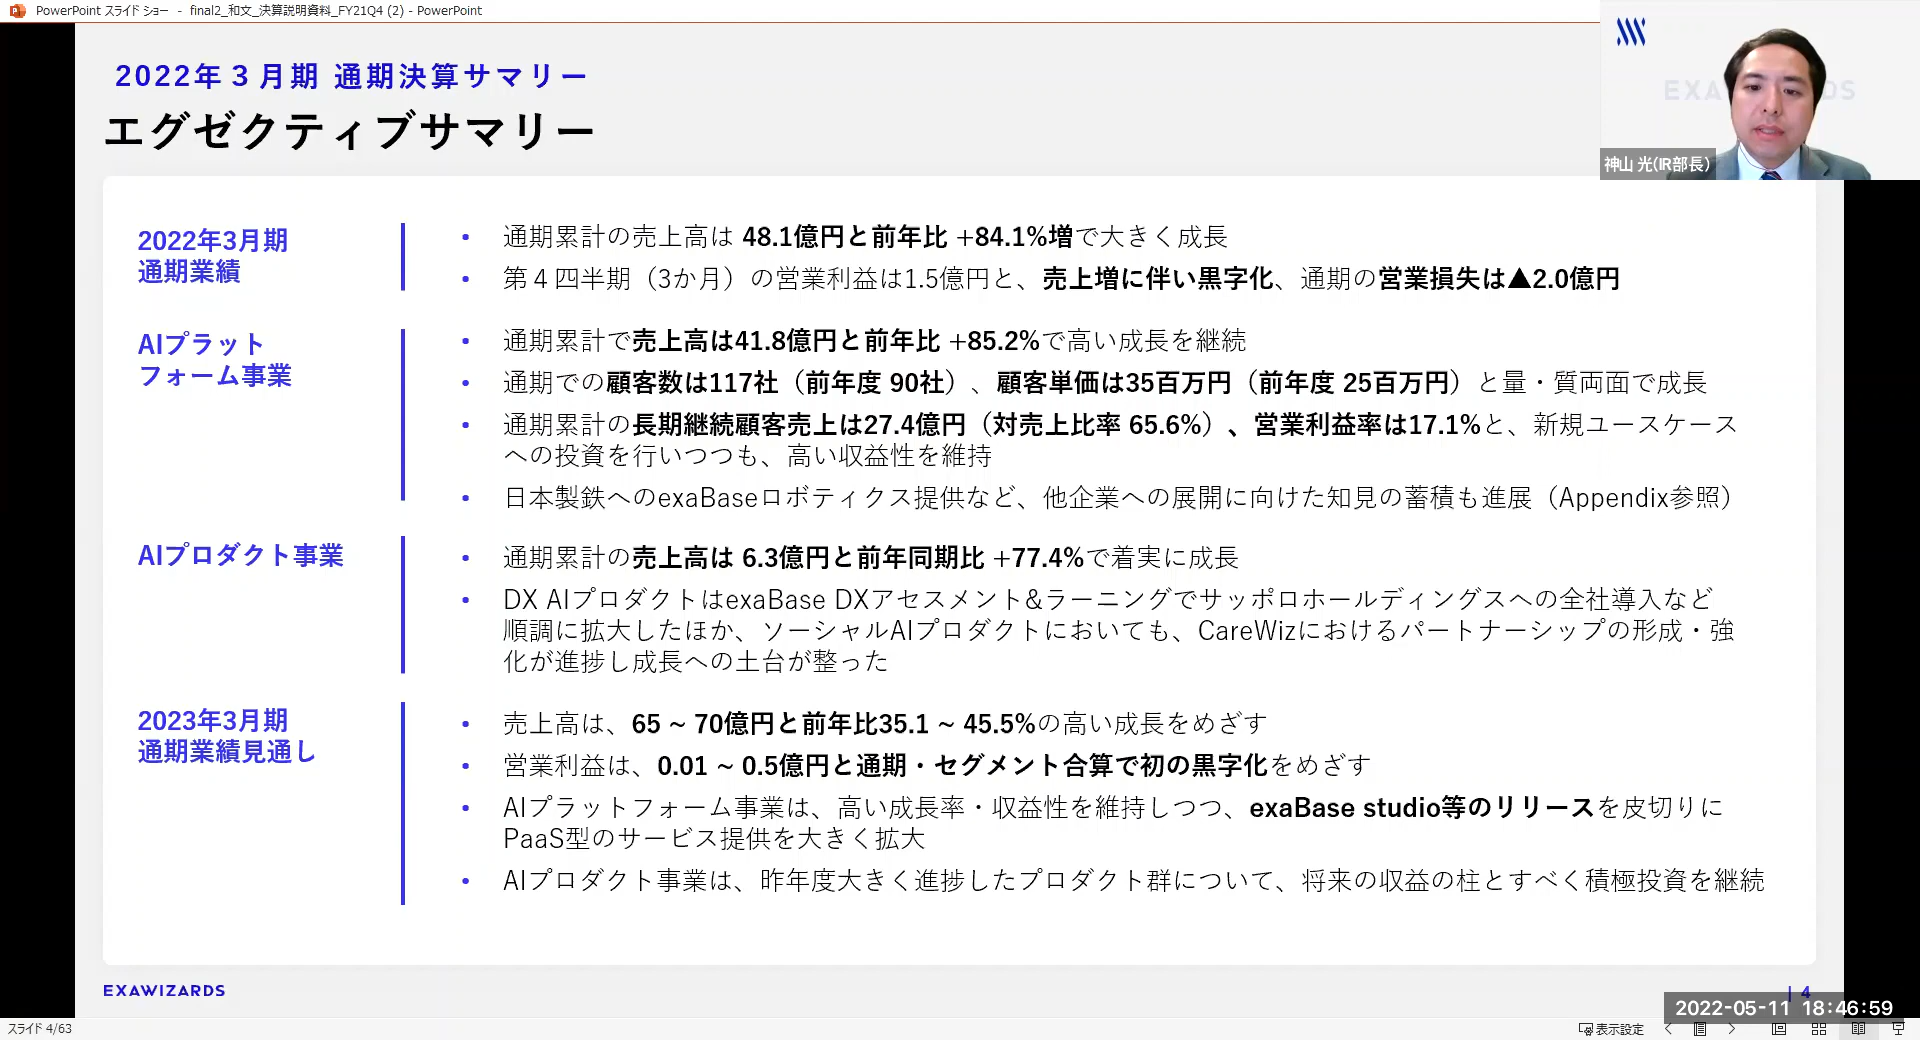 PowerPoint スライド ショー - final2_和文_決算説明資料_FY21Q4 (2) - PowerPoint
2022年３月期 通期決算サマリー
エグゼクティブサマリー
神山 光(IR部長)
2022年3月期
通期業績
• 通期累計の売上高は 48.1億円と前年比 +84.1%増で大きく成長
• 第４四半期（3か月）の営業利益は1.5億円と、売上増に伴い黒字化、通期の営業損失は▲2.0億円
AIプラット
フォーム事業
• 通期累計で売上高は41.8億円と前年比 +85.2%で高い成長を継続
• 通期での顧客数は117社（前年度 90社）、顧客単価は35百万円（前年度 25百万円）と量・質両面で成長
• 通期累計の長期継続顧客売上は27.4億円（対売上比率 65.6%）、営業利益率は17.1%と、新規ユースケース
への投資を行いつつも、高い収益性を維持
• 日本製鉄へのexaBaseロボティクス提供など、他企業への展開に向けた知見の蓄積も進展（Appendix参照）
AIプロダクト事業
• 通期累計の売上高は 6.3億円と前年同期比 +77.4%で着実に成長
• DX AIプロダクトはexaBase DXアセスメント&ラーニングでサッポロホールディングスへの全社導入など
順調に拡大したほか、ソーシャルAIプロダクトにおいても、CareWizにおけるパートナーシップの形成・強
化が進捗し成長への土台が整った
2023年3月期
通期業績見通し
• 売上高は、65 ~ 70億円と前年比35.1 ~ 45.5%の高い成長をめざす
• 営業利益は、0.01 ~ 0.5億円と通期・セグメント合算で初の黒字化をめざす
• AIプラットフォーム事業は、高い成長率・収益性を維持しつつ、exaBase studio等のリリースを皮切りに
PaaS型のサービス提供を大きく拡大
• AIプロダクト事業は、昨年度大きく進捗したプロダクト群について、将来の収益の柱とすべく積極投資を継続
EXAWIZARDS
| 4
2022-05-11 18:46:59
スライド 4/63
表示設定